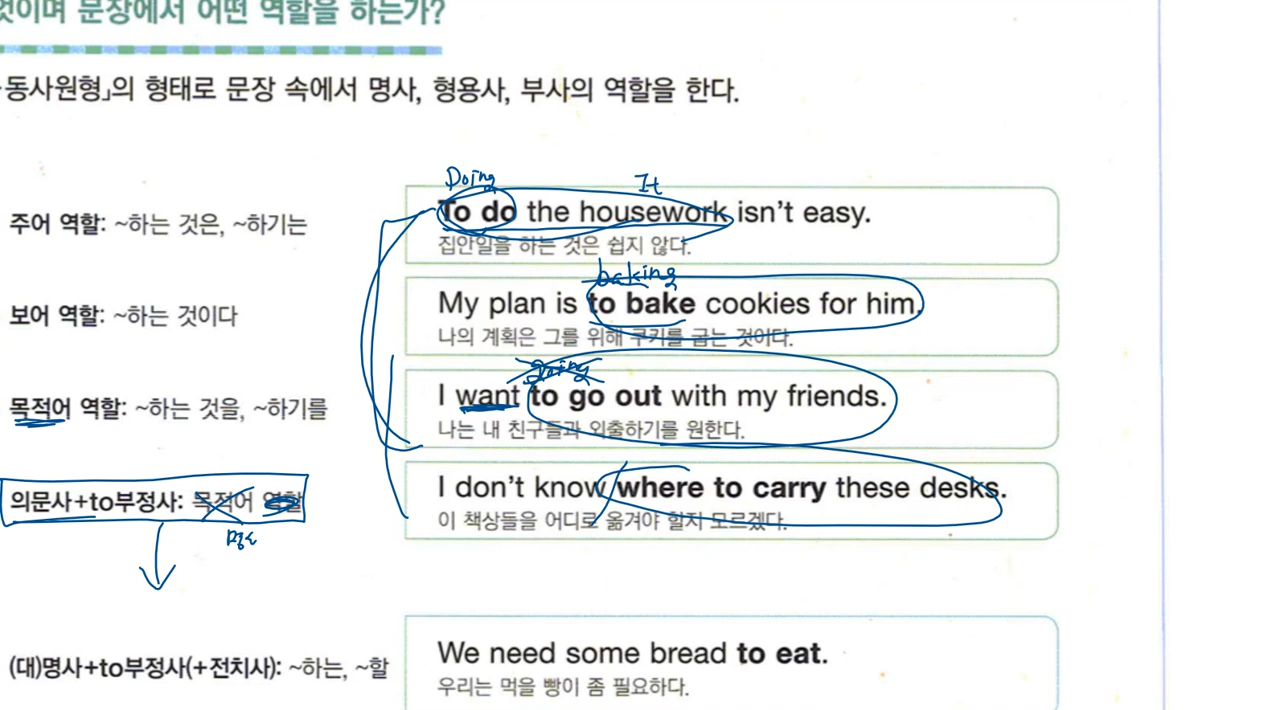 것이며 문장에서 어떤 역할을 하는가?
동사원형」의 형태로 문장 속에서 명사, 형용사, 부사의 역할을 한다.
Doing It
주어 역할: ~하는 것은, ~하기는
To do the housework isn't easy.
집안일을 하는 것은 쉽지 않다.
baking
보어 역할: ~하는 것이다
My plan is to bake cookies for him.
나의 계획은 그를 위해 쿠키를 굽는 것이다.
going
목적어 역할: ~하는 것을, ~하기를
I want to go out with my friends.
나는 내 친구들과 외출하기를 원한다.
의문사+to부정사: 목적어 역할
I don't know where to carry these desks.
이 책상들을 어디로 옮겨야 할지 모르겠다.
(대)명사+to부정사(+전치사): ~하는, ~할
We need some bread to eat.
우리는 먹을 빵이 좀 필요하다.